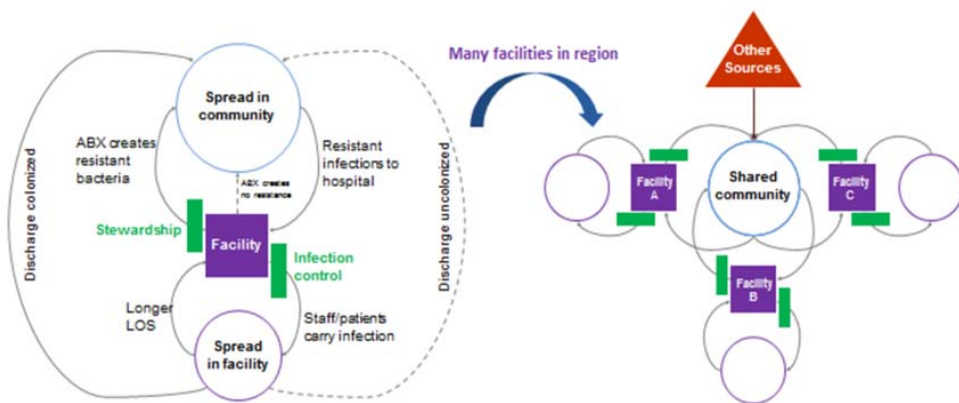 Many facilities in region
Other
Sources
Discharge colonized
Spread in
community
ABX creates
resistant
bacteria
Resistant
infections to
hospital
ABX creates
no resistance
Stewardship
Facility
Infection
control
Longer
LOS
Staff/patients
carry infection
Spread
in facility
Discharge uncolonized
Facility
A
Shared
community
Facility
C
Facility
B